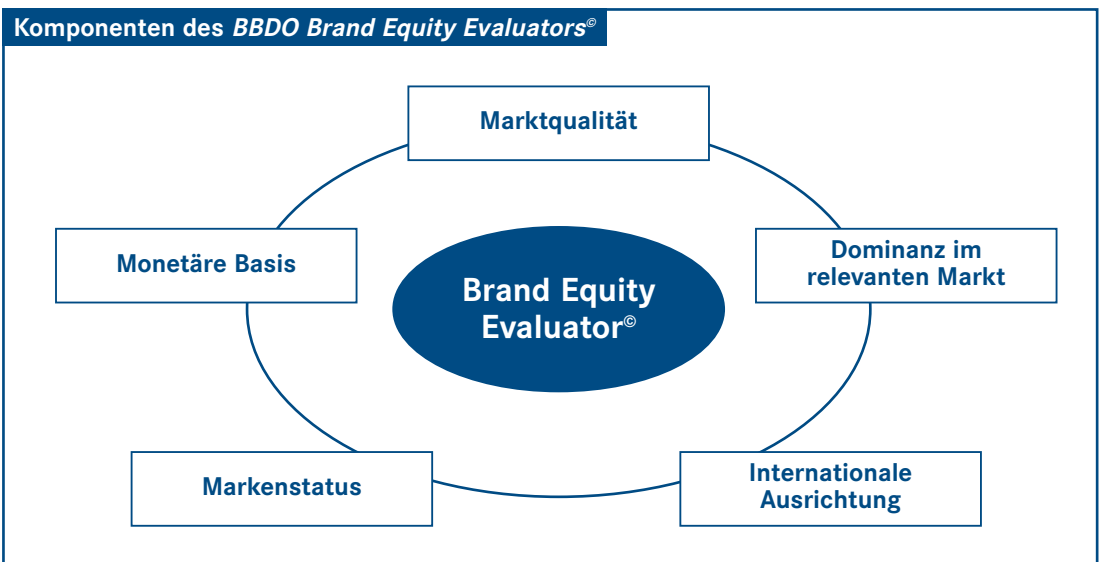 Komponenten des BBDO Brand Equity Evaluators©
Marktqualität
Monetäre Basis
Dominanz im
relevanten Markt
Brand Equity
Evaluator©
Markenstatus
Internationale
Ausrichtung